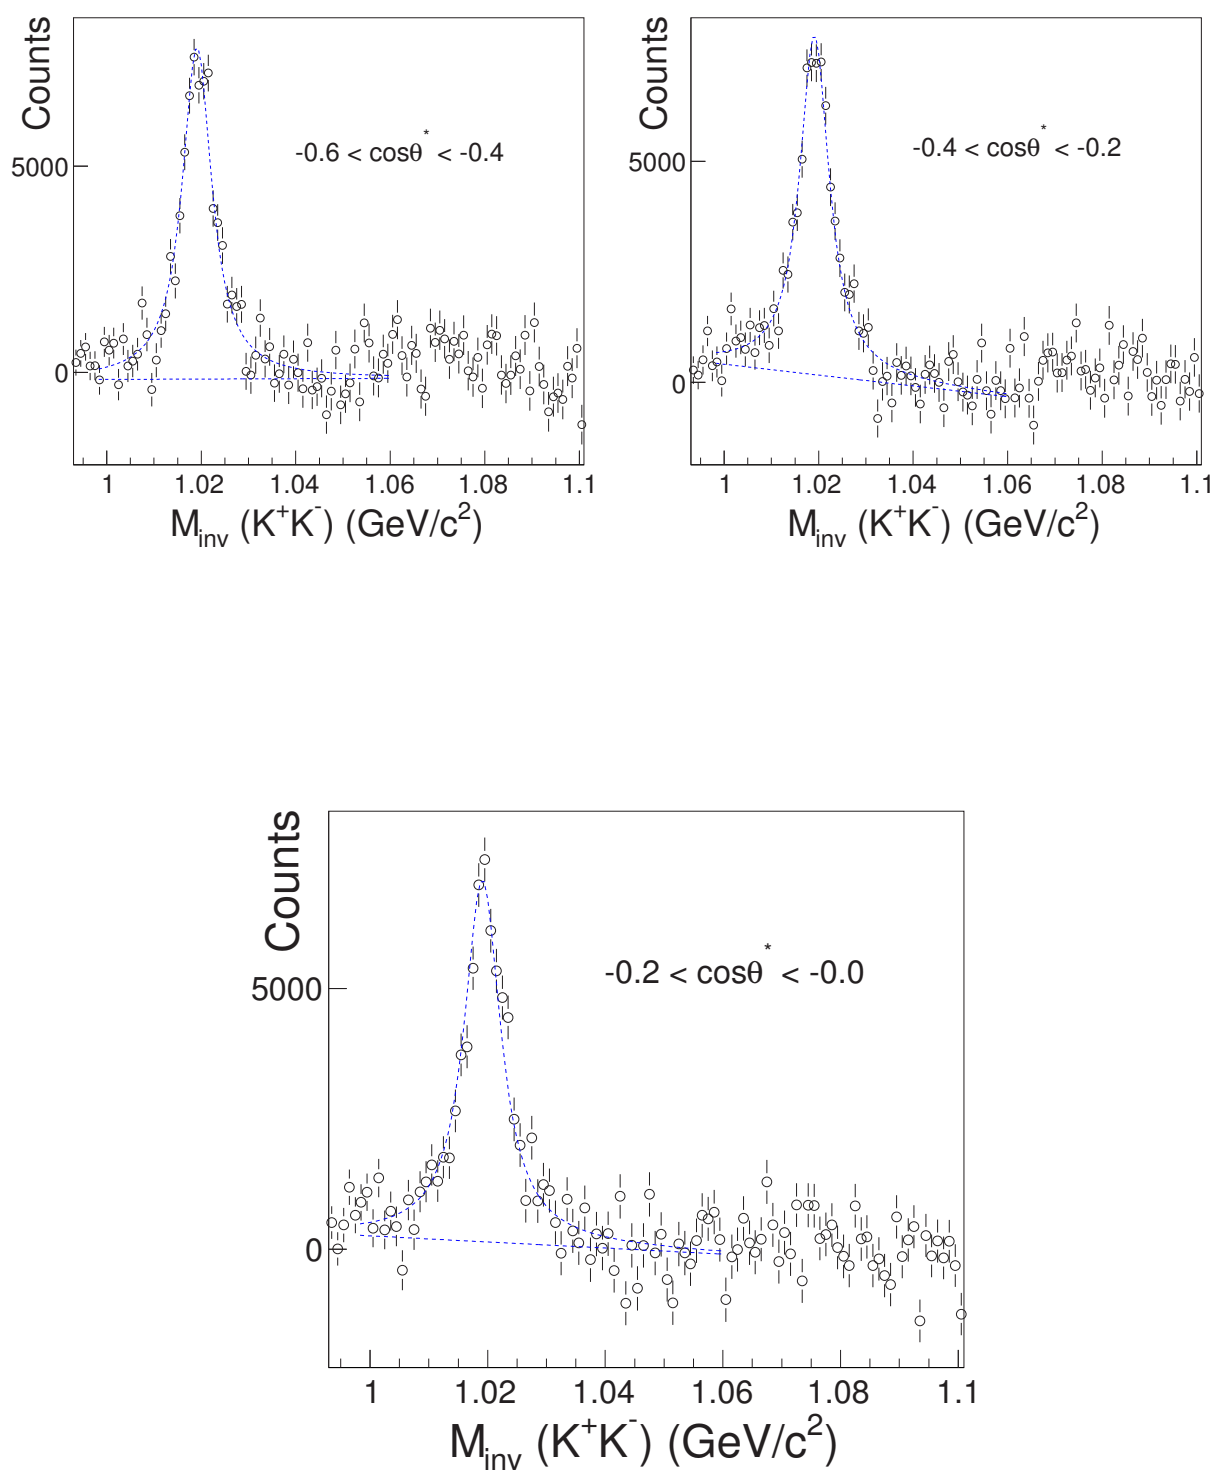 Counts
5000
0
-0.6 < cosθ* < -0.4
1 1.02 1.04 1.06 1.08 1.1
M_inv (K⁺K⁻) (GeV/c²)
Counts
5000
0
-0.4 < cosθ* < -0.2
1 1.02 1.04 1.06 1.08 1.1
M_inv (K⁺K⁻) (GeV/c²)
Counts
5000
0
-0.2 < cosθ* < -0.0
1 1.02 1.04 1.06 1.08 1.1
M_inv (K⁺K⁻) (GeV/c²)